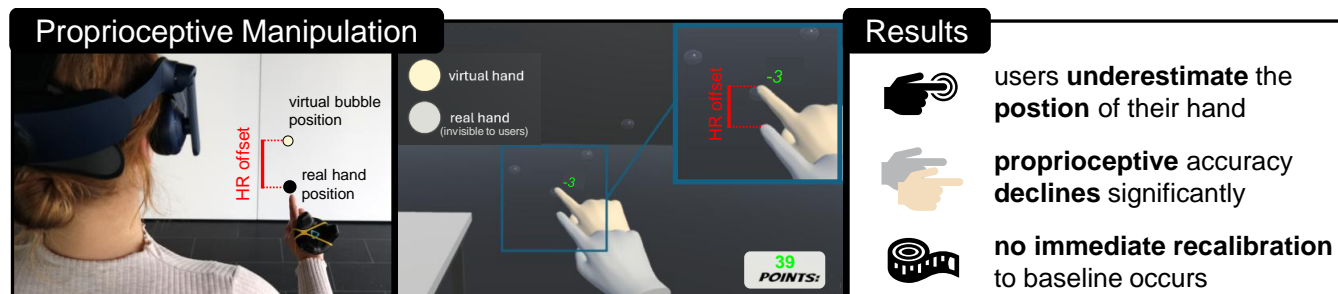 Proprioceptive Manipulation
virtual bubble
position
HR offset
real hand
position
virtual hand
real hand
(invisible to users)
-3
HR offset
-3
39
POINTS:
Results
users underestimate the
postion of their hand
proprioceptive accuracy
declines significantly
no immediate recalibration
to baseline occurs